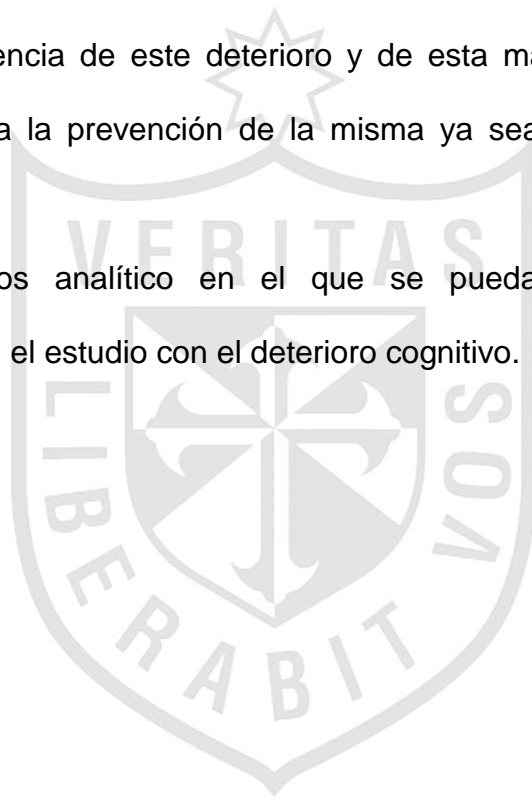 encia de este deterioro y de esta ma
a la prevención de la misma ya sea
VERITAS
os analítico en el que se pueda
el estudio con el deterioro cognitivo.
LIBERABIT VOS